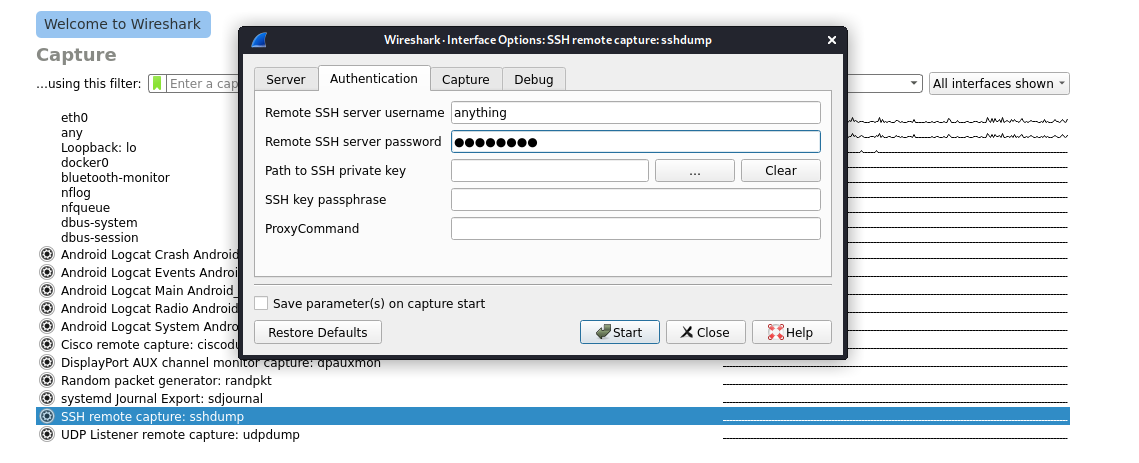 Welcome to Wireshark
Capture
...using this filter:
Enter a cap
All interfaces shown
eth0
any
Loopback: lo
docker0
bluetooth-monitor
nflog
nfqueue
dbus-system
dbus-session
Android Logcat Crash Android
Android Logcat Events Androi
Android Logcat Main Android_
Android Logcat Radio Android
Android Logcat System Andro
Cisco remote capture: ciscodu
DisplayPort AUX channel monitor capture: dpauxmon
Random packet generator: randpkt
systemd Journal Export: sdjournal
SSH remote capture: sshdump
UDP Listener remote capture: udpdump
Wireshark · Interface Options: SSH remote capture: sshdump
Server Authentication Capture Debug
Remote SSH server username anything
Remote SSH server password ●●●●●●●●
Path to SSH private key ... Clear
SSH key passphrase
ProxyCommand
Save parameter(s) on capture start
Restore Defaults Start Close Help